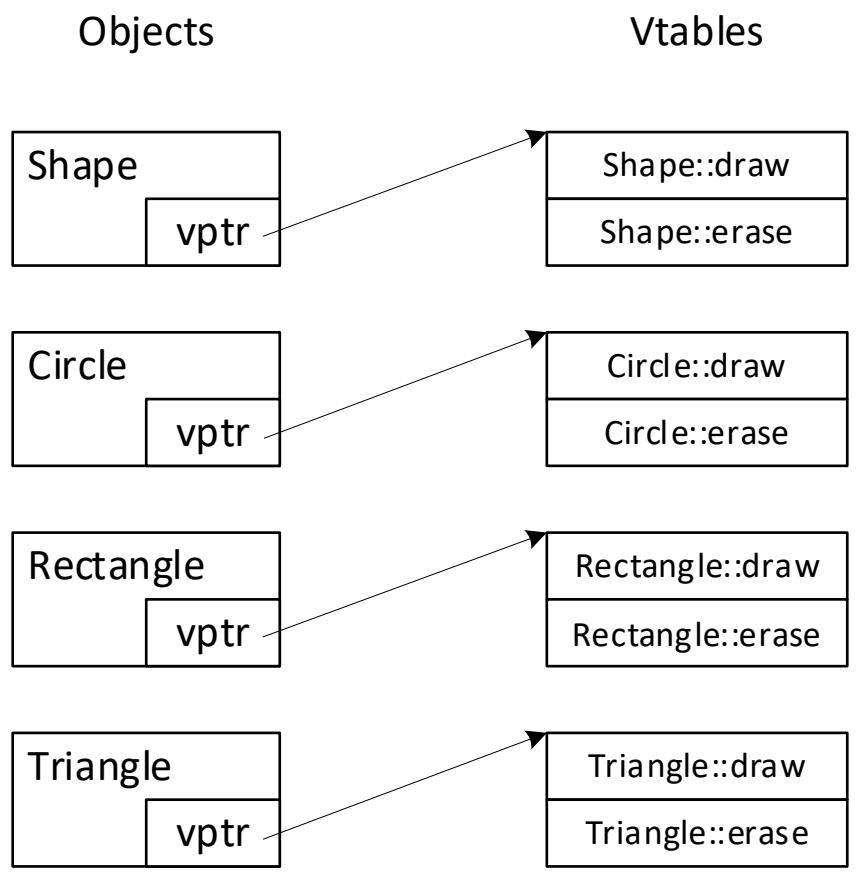 Objects
Vtables
Shape
vptr
Shape::draw
Shape::erase
Circle
vptr
Circle::draw
Circle::erase
Rectangle
vptr
Rectangle::draw
Rectangle::erase
Triangle
vptr
Triangle::draw
Triangle::erase